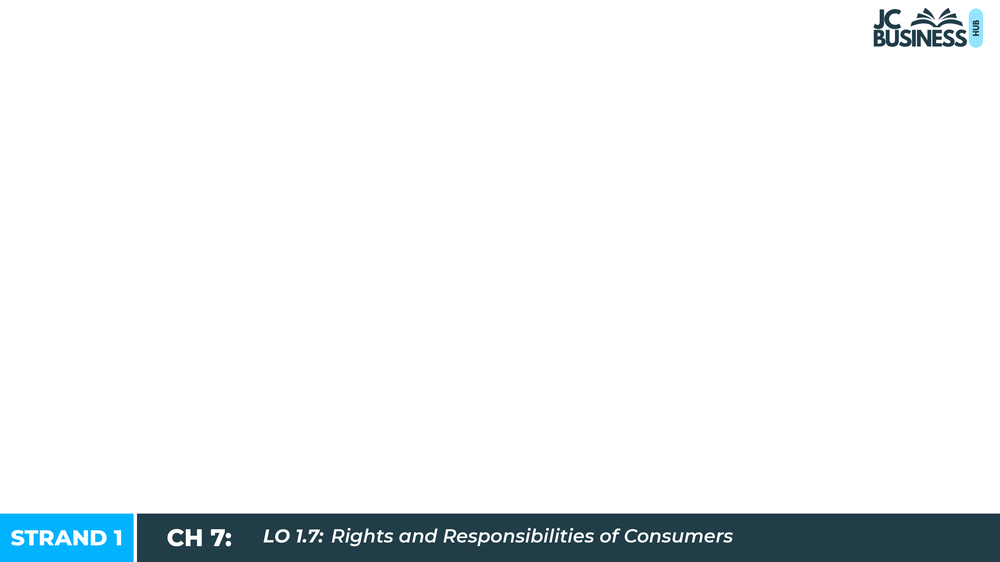 JC
BUSINESS
HUB
STRAND 1
CH 7:
LO 1.7: Rights and Responsibilities of Consumers